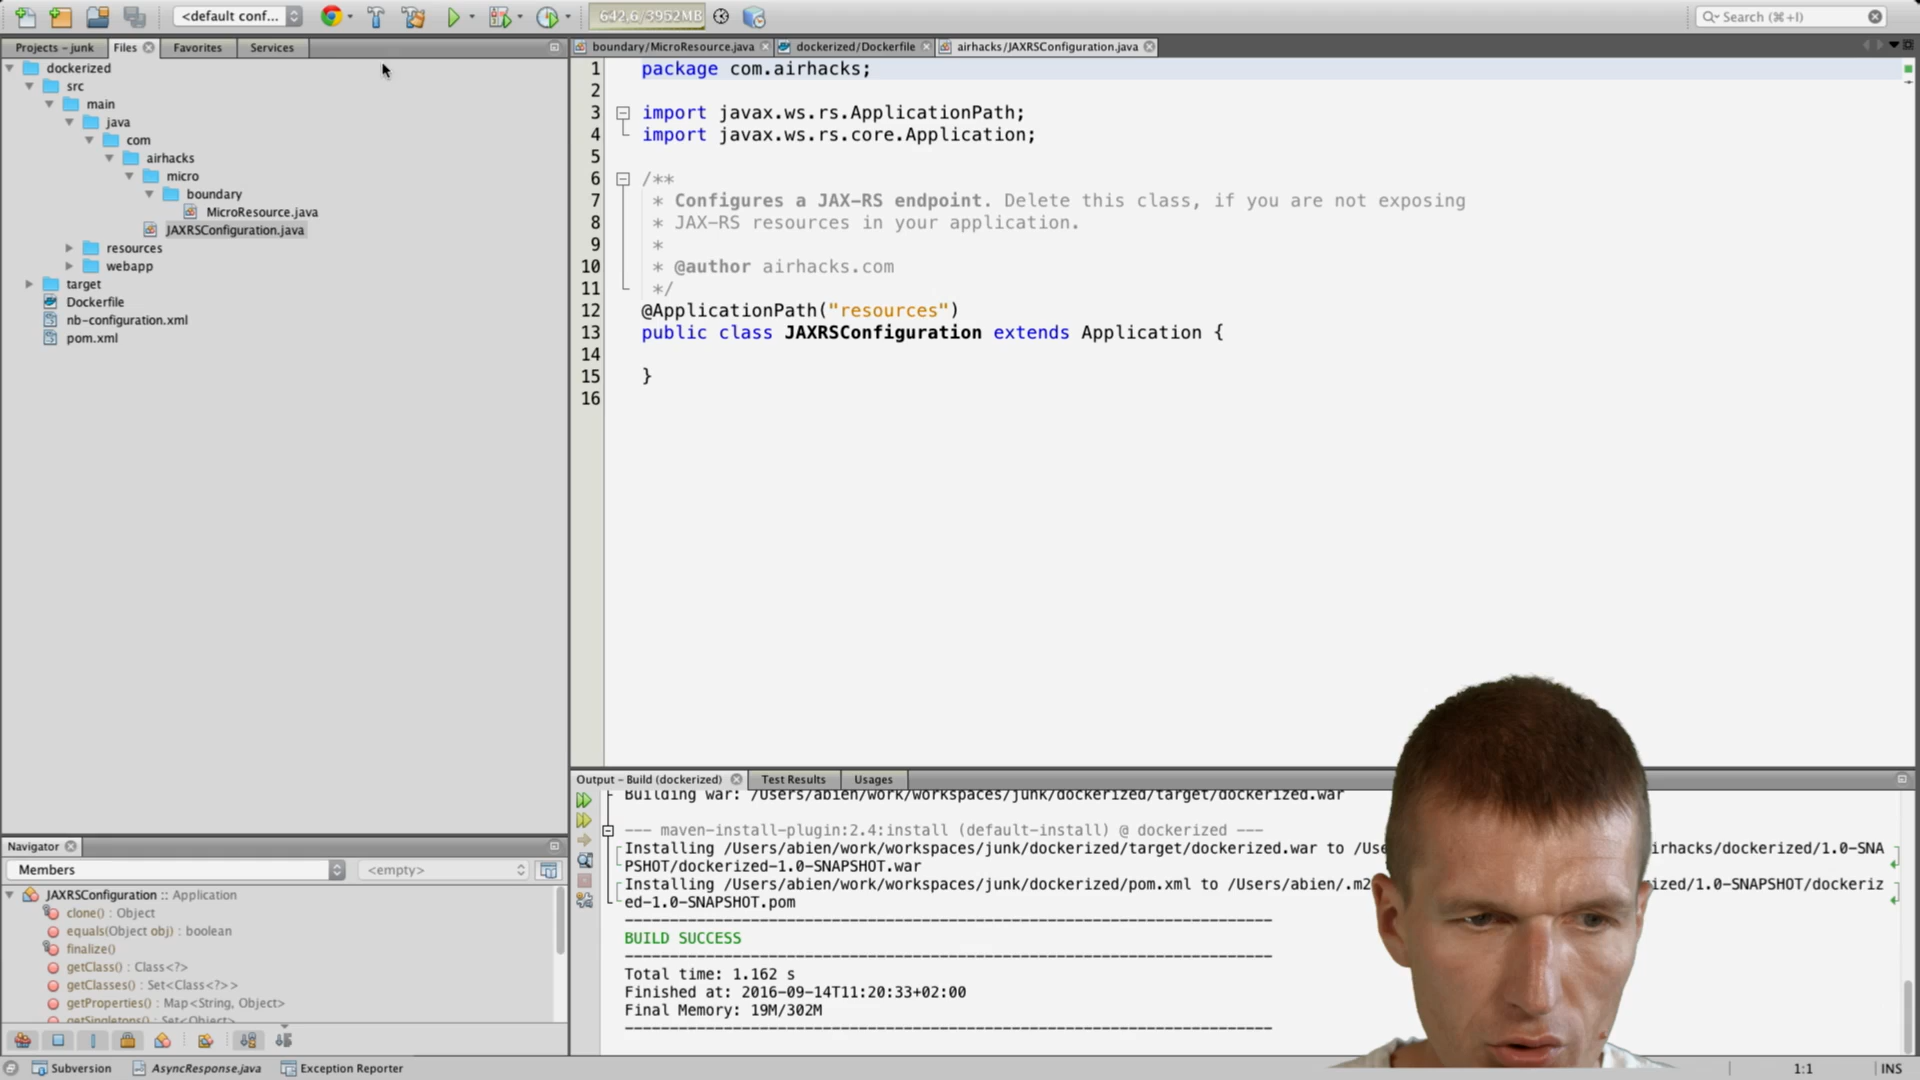 <default conf...
642,6/3952MB
Search (⌘+I)
Projects – junk
Files
Favorites
Services
boundary/MicroResource.java
dockerized/Dockerfile
airhacks/JAXRSConfiguration.java
dockerized
src
main
java
com
airhacks
micro
boundary
MicroResource.java
JAXRSConfiguration.java
resources
webapp
target
Dockerfile
nb-configuration.xml
pom.xml
1 package com.airhacks;
2
3 import javax.ws.rs.ApplicationPath;
4 import javax.ws.rs.core.Application;
5
6 /**
7 * Configures a JAX-RS endpoint. Delete this class, if you are not exposing
8 * JAX-RS resources in your application.
9 *
10 * @author airhacks.com
11 */
12 @ApplicationPath("resources")
13 public class JAXRSConfiguration extends Application {
14
15 }
16
Output – Build (dockerized)
Test Results
Usages
Building war: /Users/abien/work/workspaces/junk/dockerized/target/dockerized.war
--- maven-install-plugin:2.4:install (default-install) @ dockerized ---
Installing /Users/abien/work/workspaces/junk/dockerized/target/dockerized.war to /Use irhacks/dockerized/1.0-SNA
PSHOT/dockerized-1.0-SNAPSHOT.war
Installing /Users/abien/work/workspaces/junk/dockerized/pom.xml to /Users/abien/.m2 ized/1.0-SNAPSHOT/dockeriz
ed-1.0-SNAPSHOT.pom
------------------------------------------------------------------------
BUILD SUCCESS
------------------------------------------------------------------------
Total time: 1.162 s
Finished at: 2016-09-14T11:20:33+02:00
Final Memory: 19M/302M
------------------------------------------------------------------------
Navigator
Members
<empty>
JAXRSConfiguration :: Application
clone() : Object
equals(Object obj) : boolean
finalize()
getClass() : Class<?>
getClasses() : Set<Class<?>>
getProperties() : Map<String, Object>
getSingletons() : Set<Object>
Subversion
AsyncResponse.java
Exception Reporter
1:1
INS